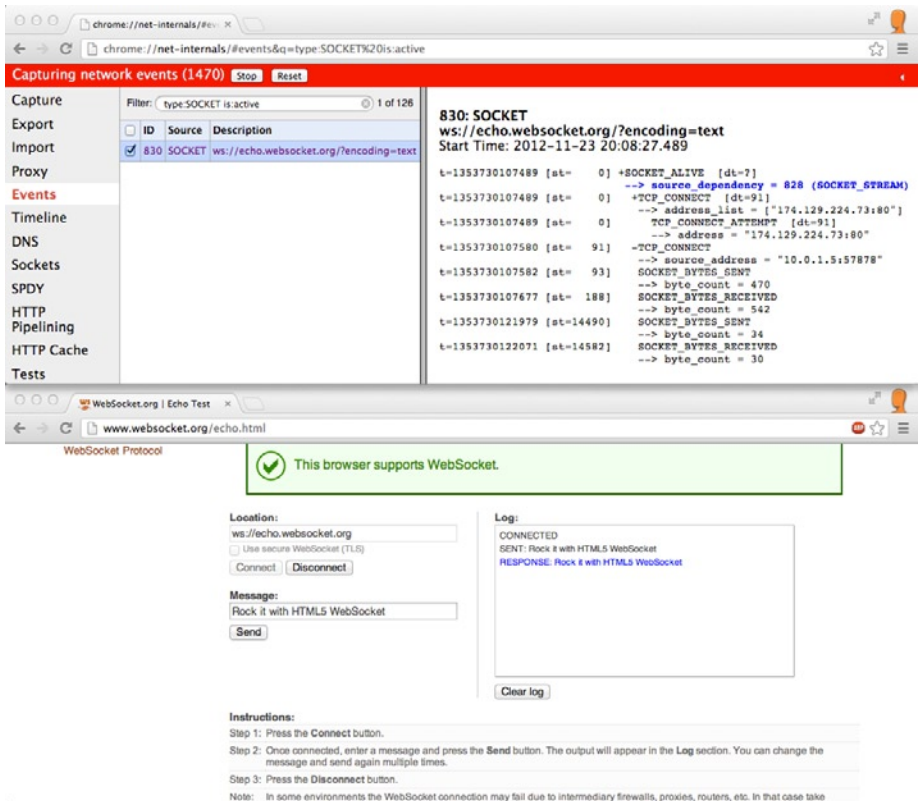 chrome://net-internals/#eve
chrome://net-internals/#events&q=type:SOCKET%20is:active
Capturing network events (1470) Stop Reset
Capture
Export
Import
Proxy
Events
Timeline
DNS
Sockets
SPDY
HTTP
Pipelining
HTTP Cache
Tests
Filter: type:SOCKET is:active 1 of 126
ID Source Description
830 SOCKET ws://echo.websocket.org/?encoding=text
830: SOCKET
ws://echo.websocket.org/?encoding=text
Start Time: 2012-11-23 20:08:27.489
t=1353730107489 [st= 0] +SOCKET_ALIVE [dt=?]
--> source_dependency = 828 (SOCKET_STREAM)
t=1353730107489 [st= 0] +TCP_CONNECT [dt=91]
--> address_list = ["174.129.224.73:80"]
t=1353730107489 [st= 0] TCP_CONNECT_ATTEMPT [dt=91]
--> address = "174.129.224.73:80"
t=1353730107580 [st= 91] -TCP_CONNECT
--> source_address = "10.0.1.5:57878"
t=1353730107582 [st= 93] SOCKET_BYTES_SENT
--> byte_count = 470
t=1353730107677 [st= 188] SOCKET_BYTES_RECEIVED
--> byte_count = 542
t=1353730121979 [st=14490] SOCKET_BYTES_SENT
--> byte_count = 34
t=1353730122071 [st=14582] SOCKET_BYTES_RECEIVED
--> byte_count = 30
WebSocket.org | Echo Test
www.websocket.org/echo.html
ABP
WebSocket Protocol
This browser supports WebSocket.
Location:
ws://echo.websocket.org
Use secure WebSocket (TLS)
Connect Disconnect
Message:
Rock it with HTML5 WebSocket
Send
Log:
CONNECTED
SENT: Rock it with HTML5 WebSocket
RESPONSE: Rock it with HTML5 WebSocket
Clear log
Instructions:
Step 1: Press the Connect button.
Step 2: Once connected, enter a message and press the Send button. The output will appear in the Log section. You can change the
message and send again multiple times.
Step 3: Press the Disconnect button.
Note: In some environments the WebSocket connection may fail due to intermediary firewalls, proxies, routers, etc. In that case take